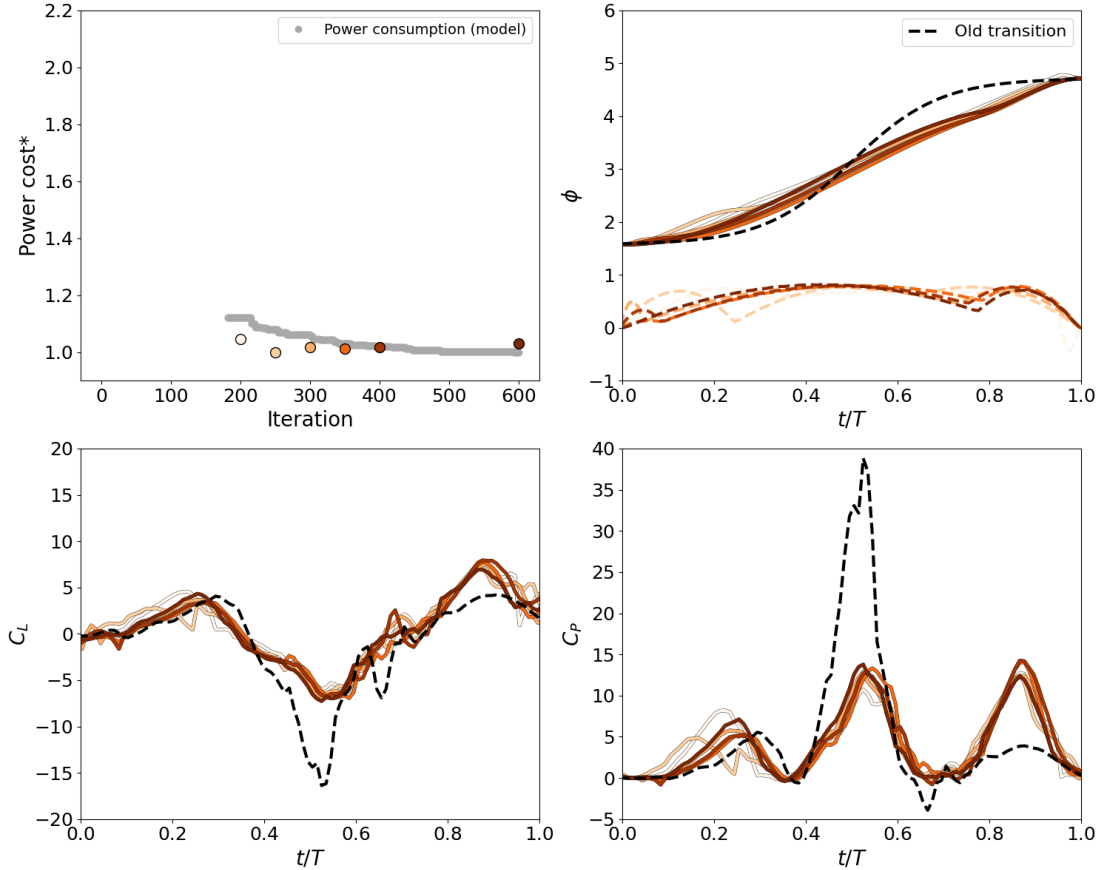 2.2
2.0
1.8
1.6
1.4
1.2
1.0
Power cost*
Power consumption (model)
0 100 0 100 200 300 400 500 600
Iteration
6
5
4
3
2
1
0
−1
ϕ
Old transition
0.0 0.2 0.4 0.6 0.8 1.0
t/T
20
15
10
5
0
−5
−10
−15
−20
C_L
0.0 0.2 0.4 0.6 0.8 1.0
t/T
40
35
30
25
20
15
10
5
0
−5
C_P
0.0 0.2 0.4 0.6 0.8 1.0
t/T